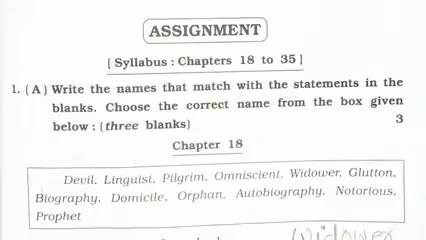 ASSIGNMENT
[ Syllabus : Chapters 18 to 35 ]
1. (A) Write the names that match with the statements in the
blanks. Choose the correct name from the box given
below : (three blanks) 3
Chapter 18
Devil, Linguist, Pilgrim, Omniscient, Widower, Glutton,
Biography, Domicile, Orphan, Autobiography, Notorious,
Prophet
Widower